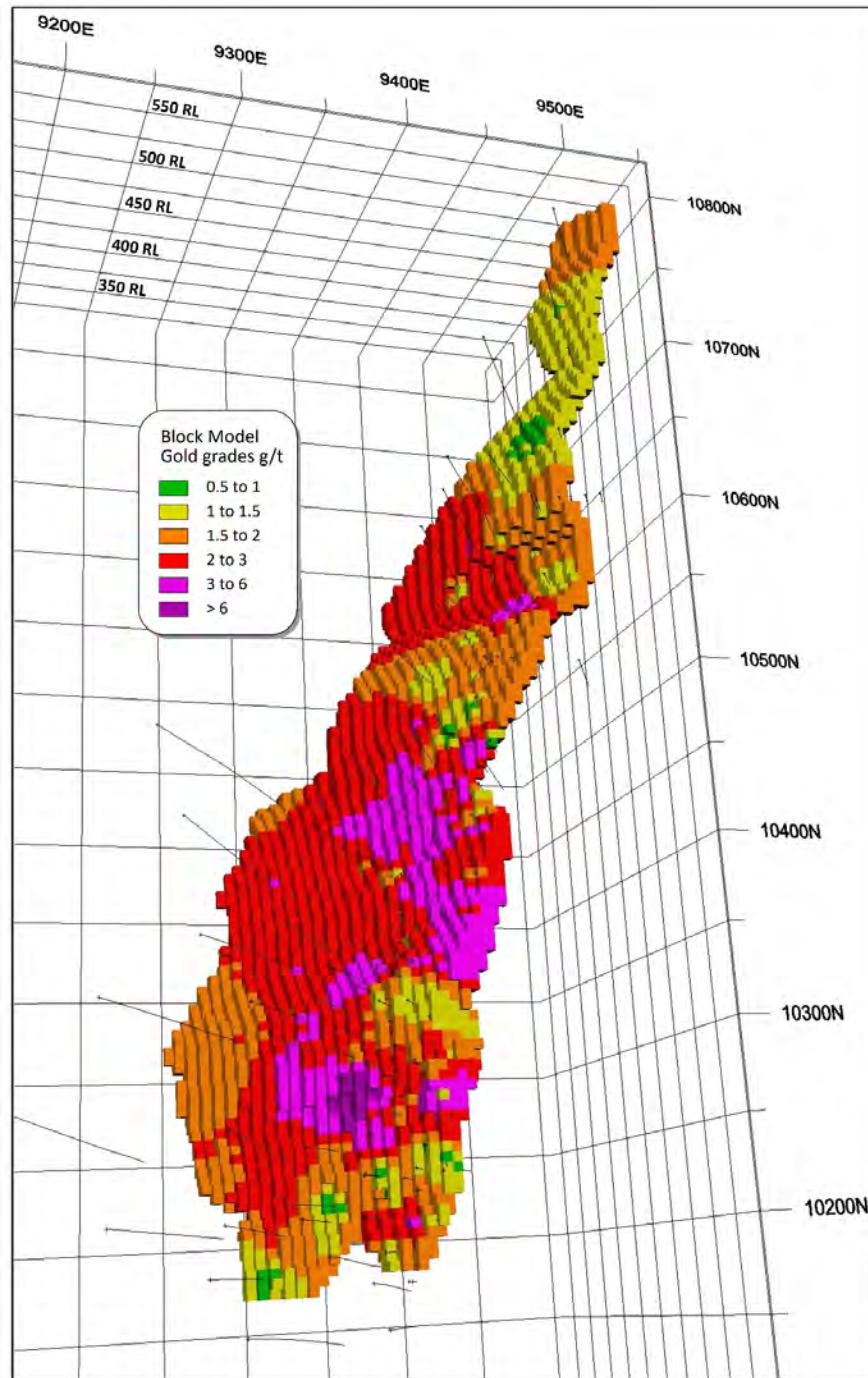 9200E
9300E
9400E
9500E
550 RL
500 RL
450 RL
400 RL
350 RL
10800N
10700N
10600N
10500N
10400N
10300N
10200N
Block Model
Gold grades g/t
0.5 to 1
1 to 1.5
1.5 to 2
2 to 3
3 to 6
> 6